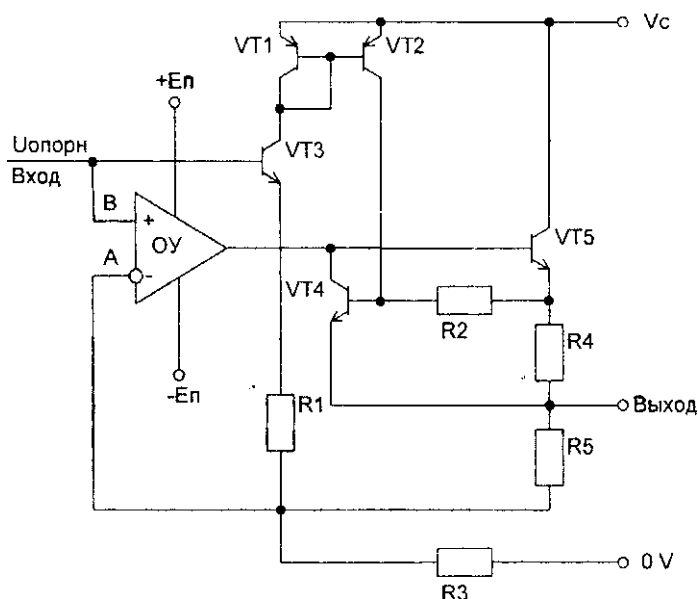 Vc
VT1
VT2
+Eп
Uопорн
Вход
VT3
B
+
A
ОУ
-
VT5
VT4
R2
R4
-Eп
R1
Выход
R5
0 V
R3